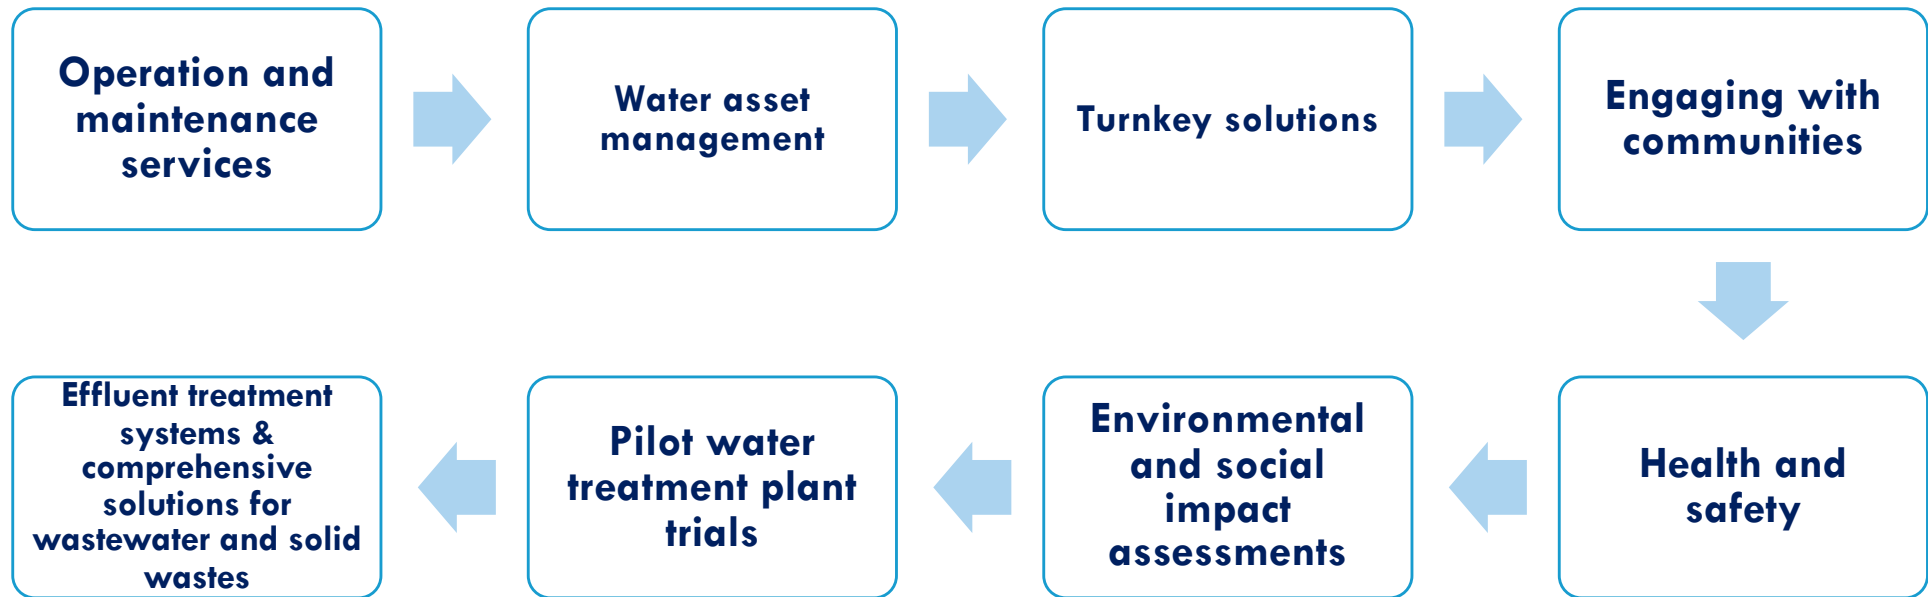 Operation and
maintenance
services
Water asset
management
Turnkey solutions
Engaging with
communities
Health and
safety
Environmental
and social
impact
assessments
Pilot water
treatment plant
trials
Effluent treatment
systems &
comprehensive
solutions for
wastewater and solid
wastes